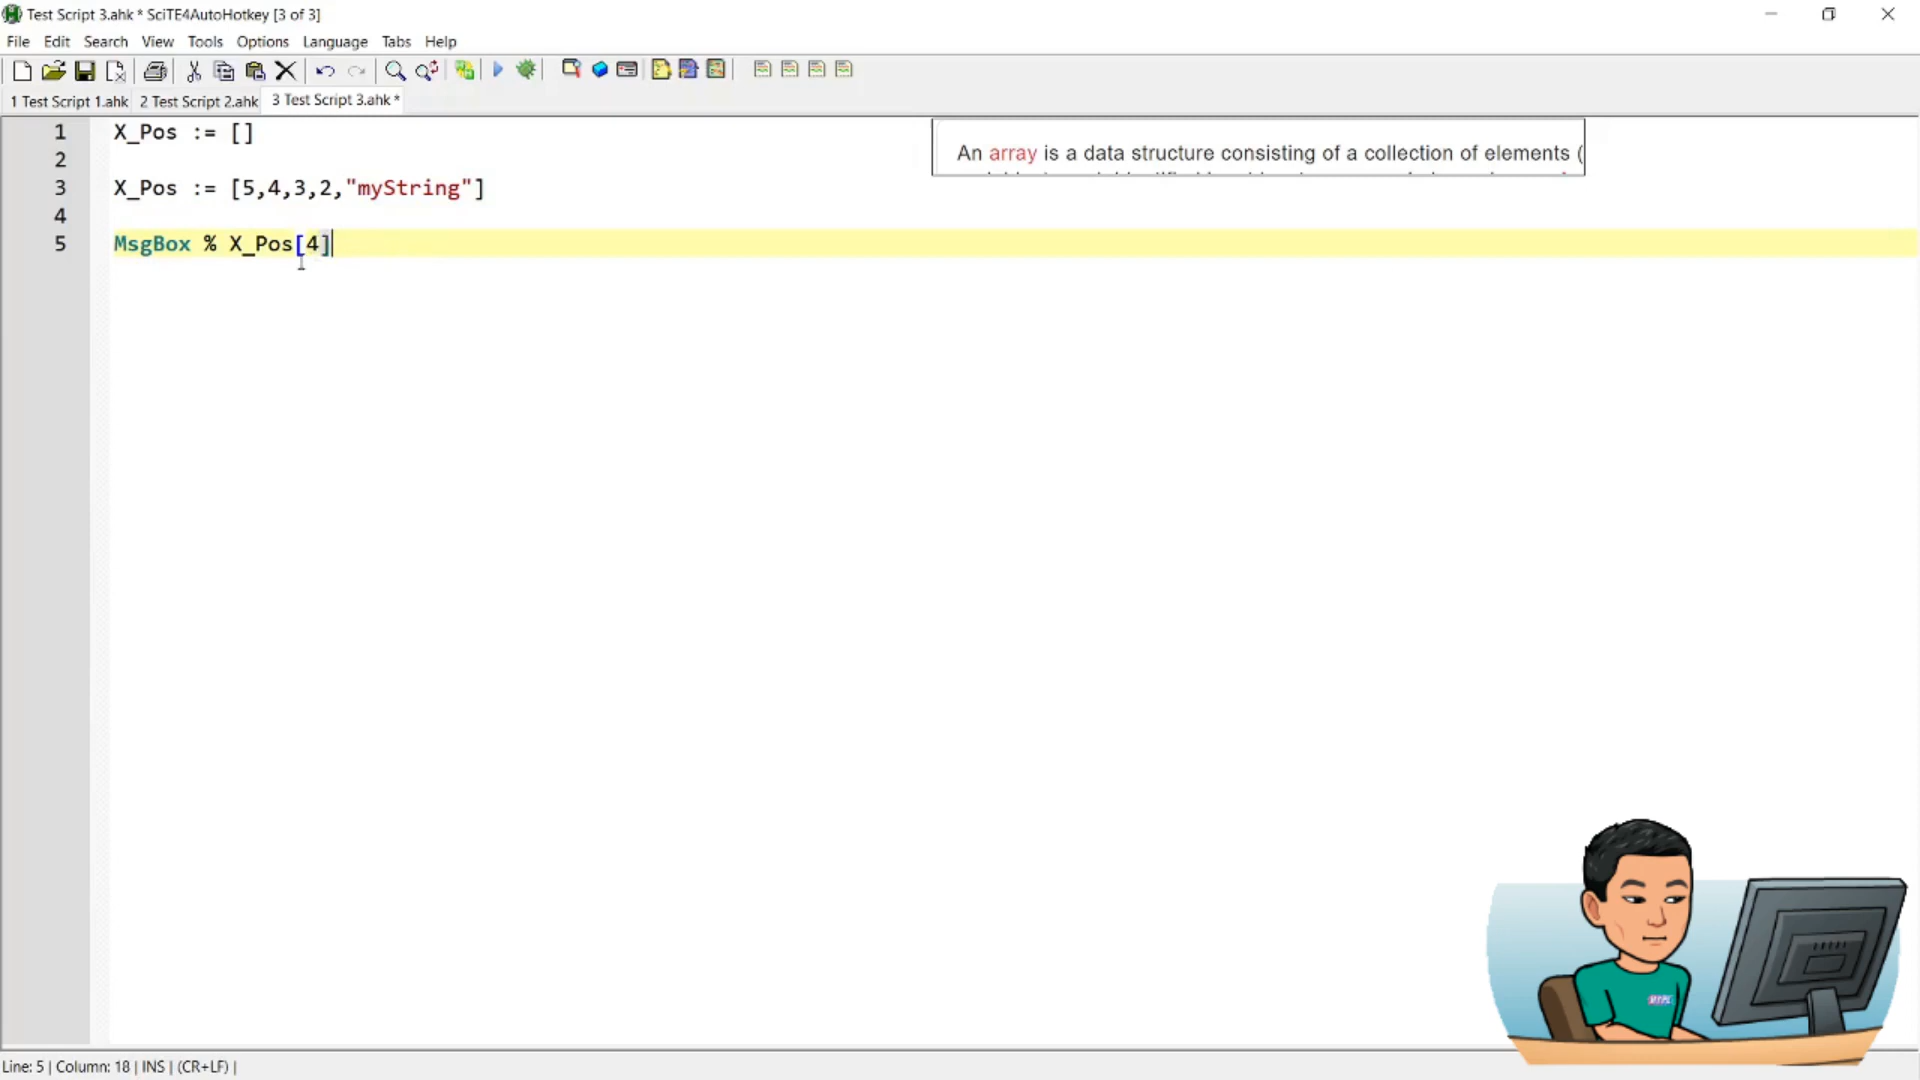 Test Script 3.ahk * SciTE4AutoHotkey [3 of 3]
File Edit Search View Tools Options Language Tabs Help
1 Test Script 1.ahk 2 Test Script 2.ahk 3 Test Script 3.ahk *
1 X_Pos := []
An array is a data structure consisting of a collection of elements (
2
3 X_Pos := [5,4,3,2,"myString"]
4
5 MsgBox % X_Pos[4]
Line: 5 | Column: 18 | INS | (CR+LF) |